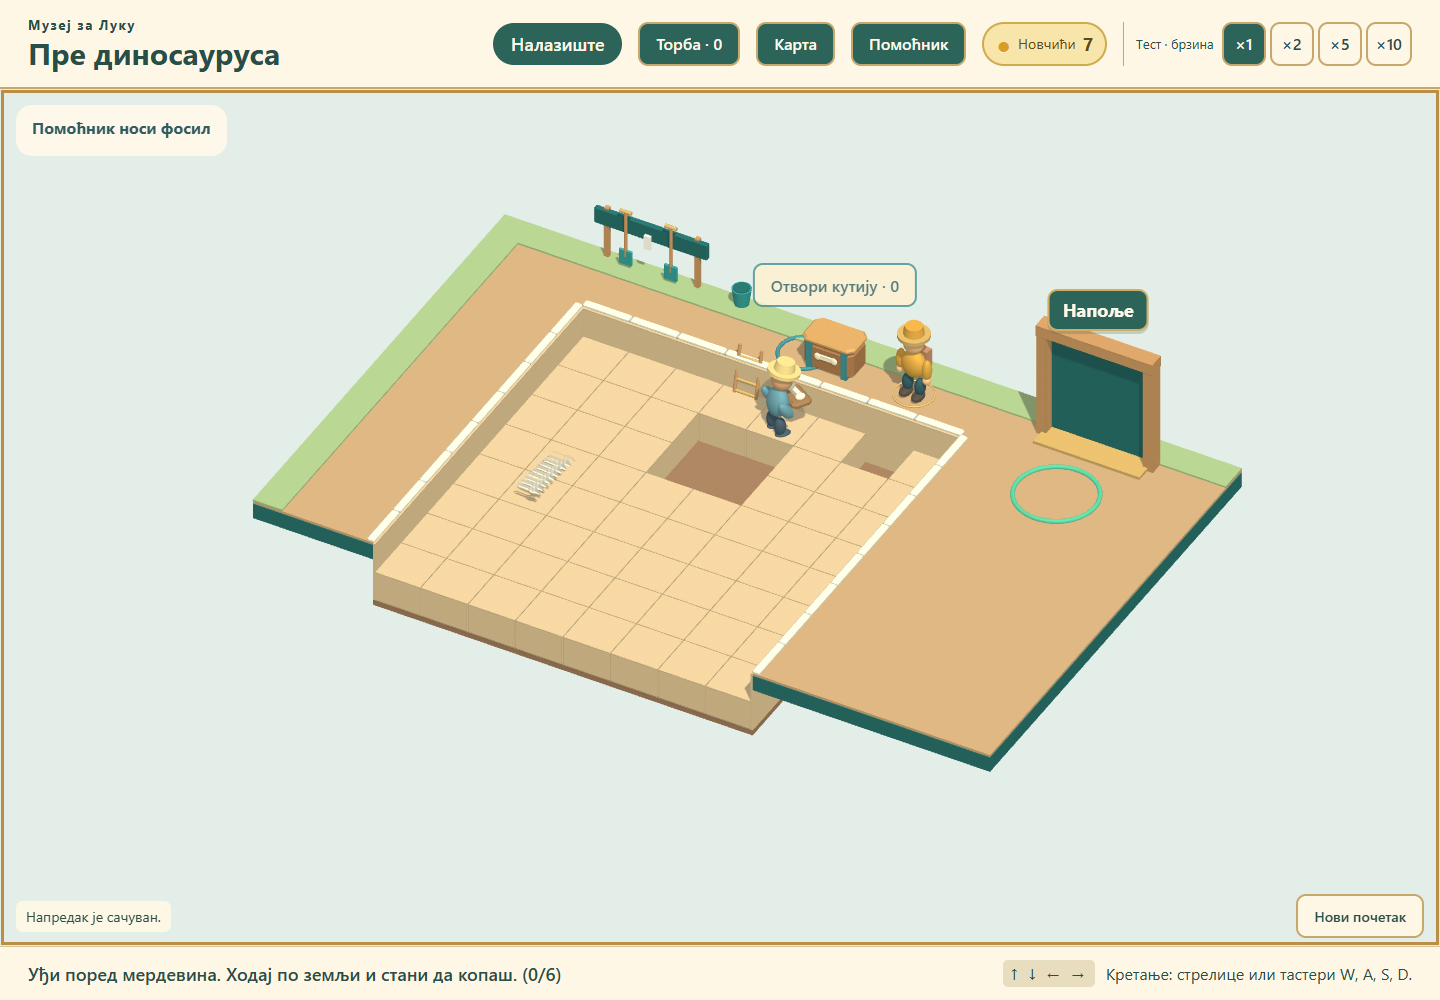 Музеј за Луку
Пре диносауруса
Налазиште
Торба · 0
Карта
Помоћник
Новчићи 7
Тест · брзина
×1
×2
×5
×10
Помоћник носи фосил
Отвори кутију · 0
Напоље
Напредак је сачуван.
Нови почетак
Уђи поред мердевина. Ходај по земљи и стани да копаш. (0/6)
↑ ↓ ← → Кретање: стрелице или тастери W, A, S, D.